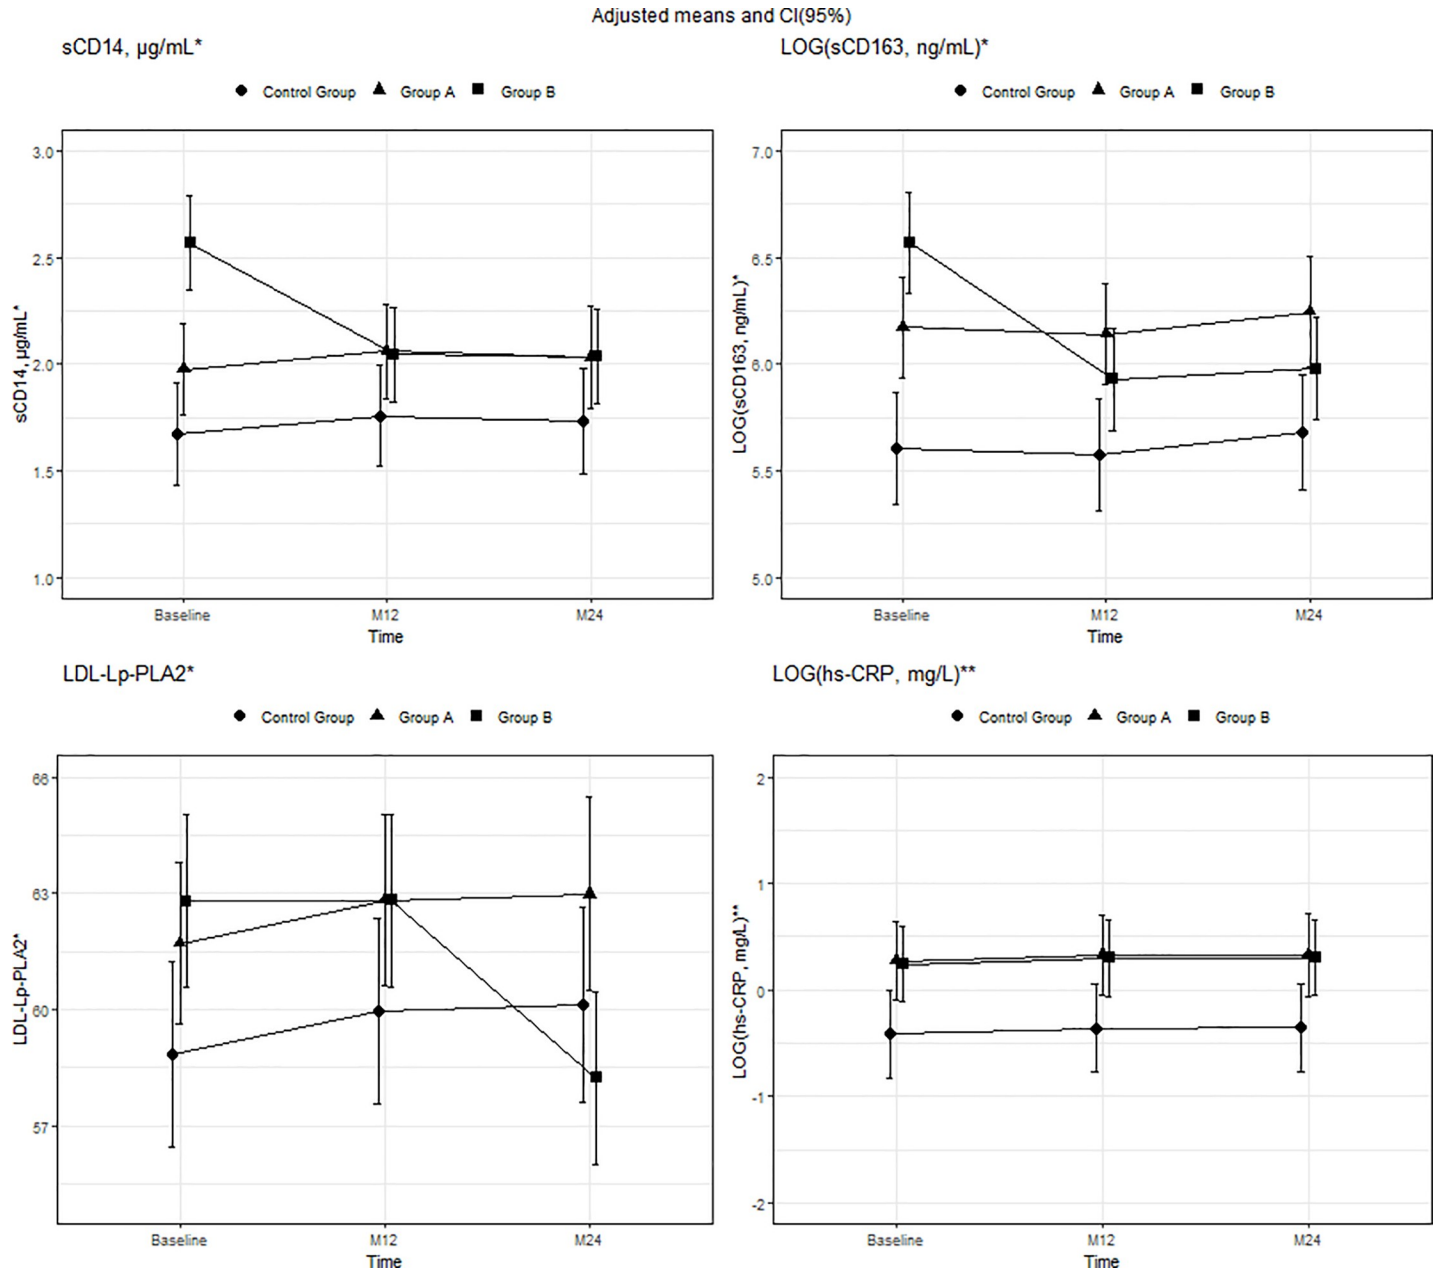 Adjusted means and CI(95%)
sCD14, µg/mL*
Control Group Group A Group B
3.0
2.5
2.0
1.5
1.0
sCD14, µg/mL*
Baseline M12 M24
Time
LOG(sCD163, ng/mL)*
Control Group Group A Group B
7.0
6.5
6.0
5.5
5.0
LOG(sCD163, ng/mL)*
Baseline M12 M24
Time
LDL-Lp-PLA2*
Control Group Group A Group B
66
63
60
57
LDL-Lp-PLA2*
Baseline M12 M24
Time
LOG(hs-CRP, mg/L)**
Control Group Group A Group B
2
1
0
-1
-2
LOG(hs-CRP, mg/L)**
Baseline M12 M24
Time